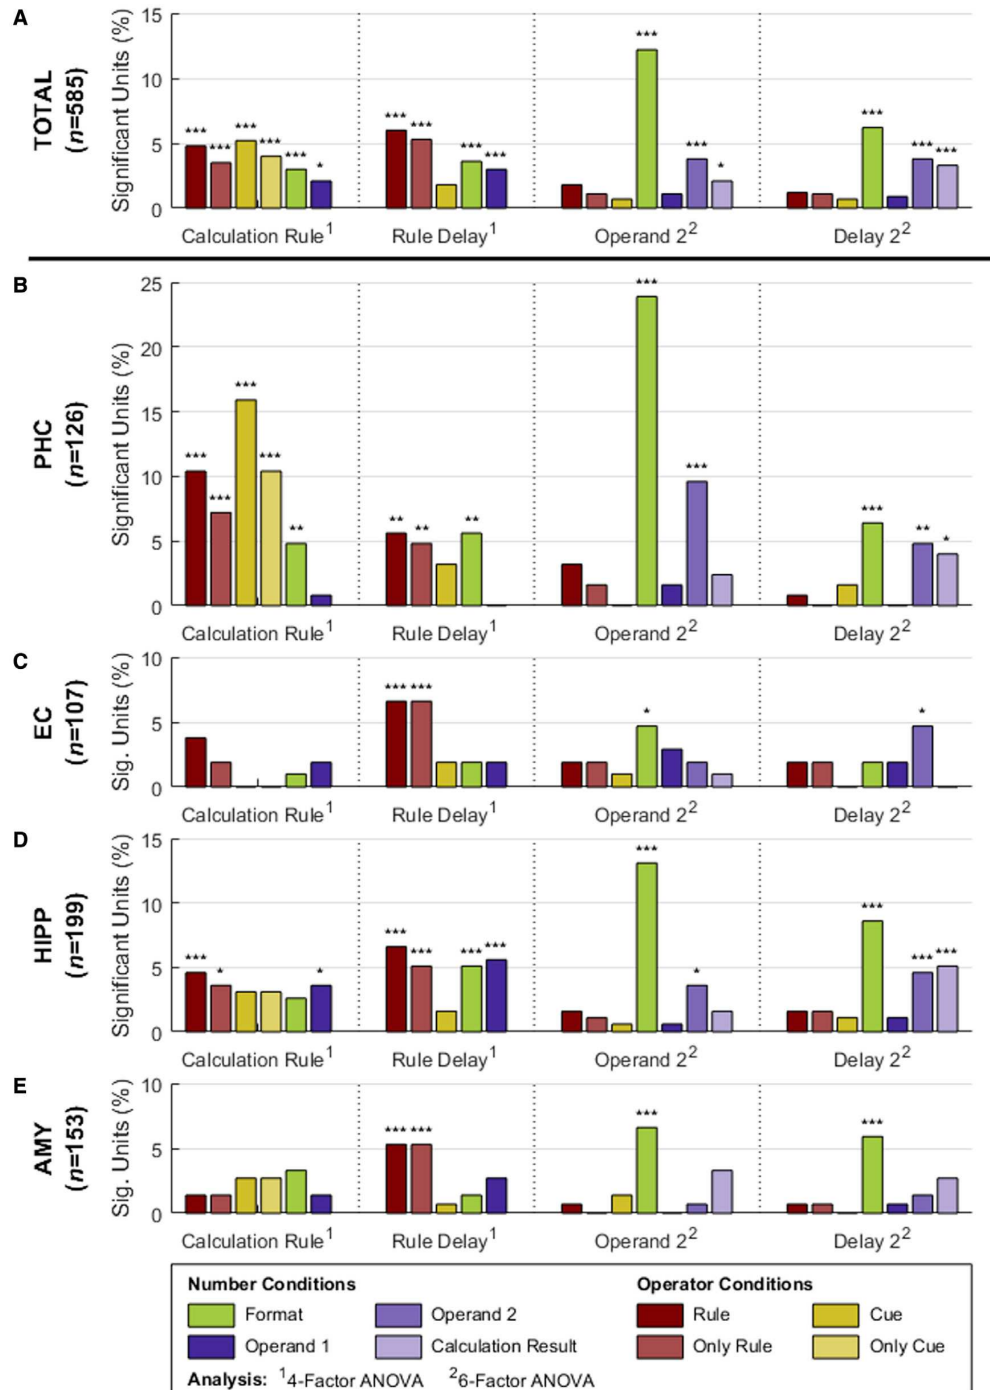 A
TOTAL
(n=585)
Significant Units (%)
15
10
5
0
*** *** *** *** *** *
*** *** *** ***
*** *** *
*** *** ***
Calculation Rule1 Rule Delay1 Operand 22 Delay 22
B
PHC
(n=126)
Significant Units (%)
25
20
15
10
5
0
*** *** *** *** **
** ** **
*** ***
*** ** *
Calculation Rule1 Rule Delay1 Operand 22 Delay 22
C
EC
(n=107)
Sig. Units (%)
10
5
0
*** ***
*
*
Calculation Rule1 Rule Delay1 Operand 22 Delay 22
D
HIPP
(n=199)
Significant Units (%)
15
10
5
0
*** * *
*** *** *** ***
*** *
*** *** ***
Calculation Rule1 Rule Delay1 Operand 22 Delay 22
E
AMY
(n=153)
Sig. Units (%)
10
5
0
*** ***
***
***
Calculation Rule1 Rule Delay1 Operand 22 Delay 22
Number Conditions Operator Conditions
Format Operand 2 Rule Cue
Operand 1 Calculation Result Only Rule Only Cue
Analysis: 14-Factor ANOVA 26-Factor ANOVA